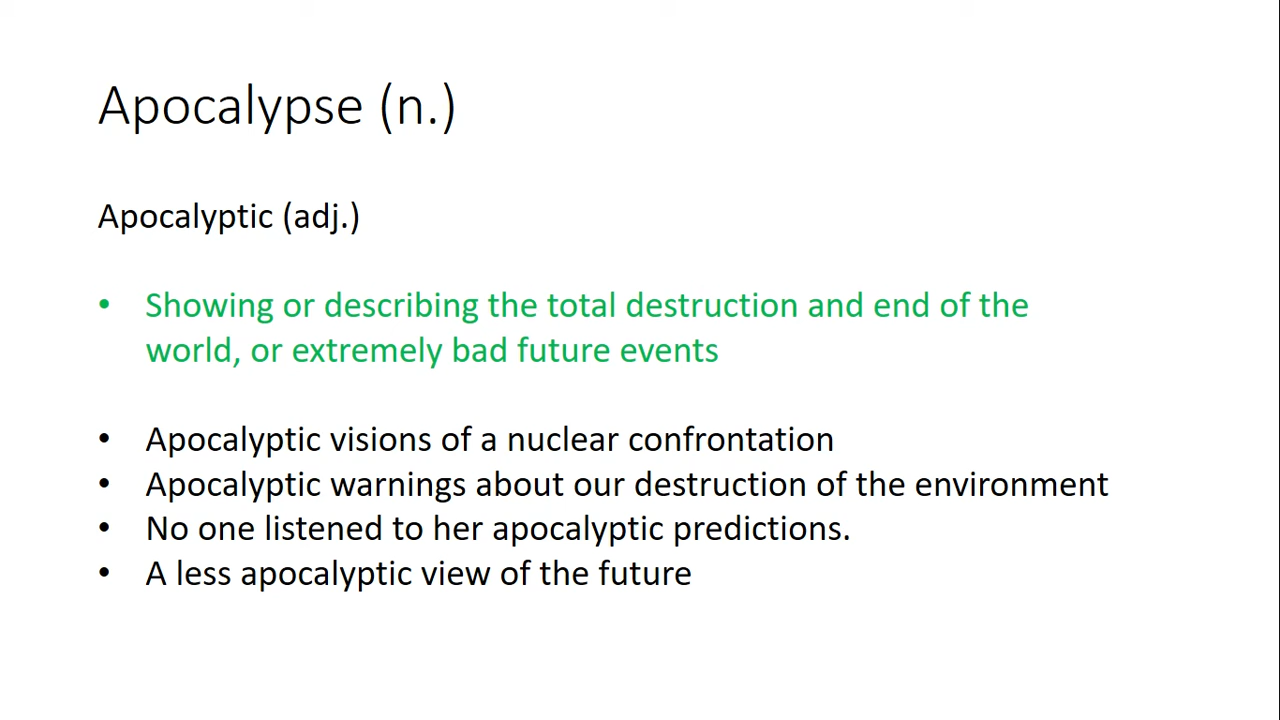 Apocalypse (n.)
Apocalyptic (adj.)
• Showing or describing the total destruction and end of the
world, or extremely bad future events
• Apocalyptic visions of a nuclear confrontation
• Apocalyptic warnings about our destruction of the environment
• No one listened to her apocalyptic predictions.
• A less apocalyptic view of the future